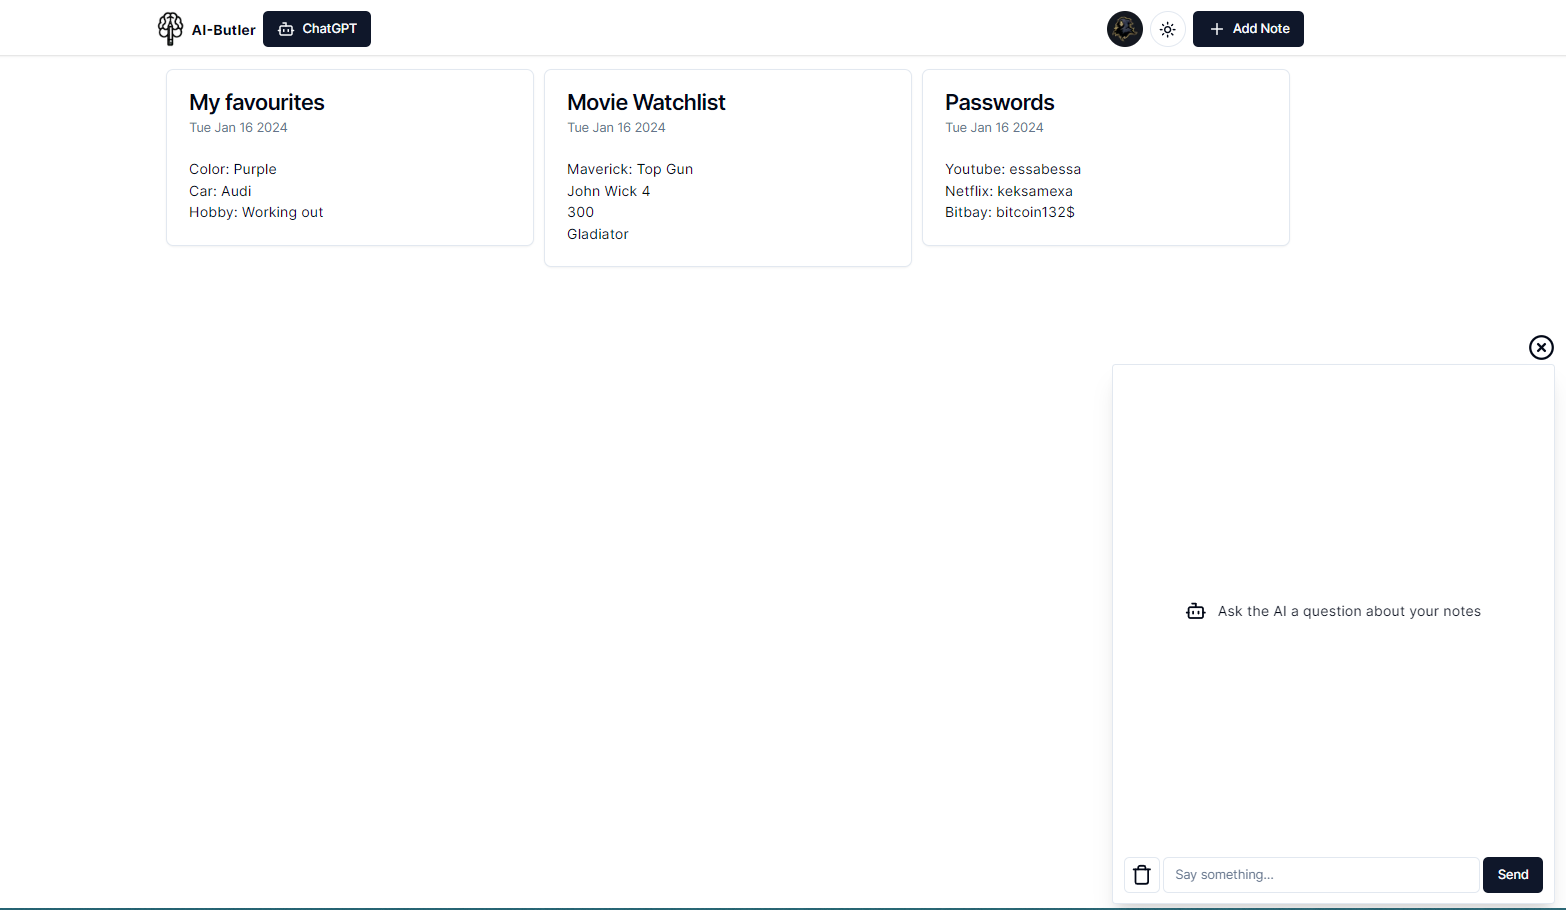 AI-Butler
ChatGPT
Add Note
My favourites
Tue Jan 16 2024
Color: Purple
Car: Audi
Hobby: Working out
Movie Watchlist
Tue Jan 16 2024
Maverick: Top Gun
John Wick 4
300
Gladiator
Passwords
Tue Jan 16 2024
Youtube: essabessa
Netflix: keksamexa
Bitbay: bitcoin132$
Ask the AI a question about your notes
Say something...
Send